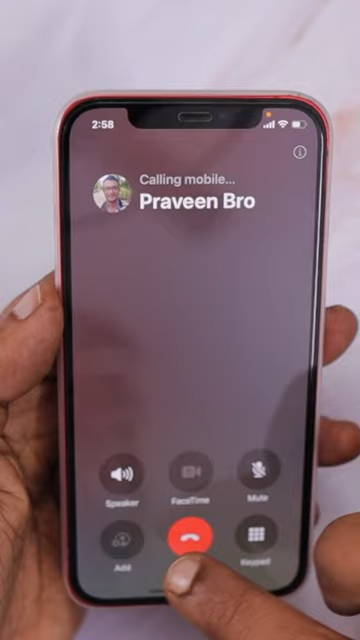 2:58
Calling mobile...
Praveen Bro
Speaker
FaceTime
Mute
Add
Keypad